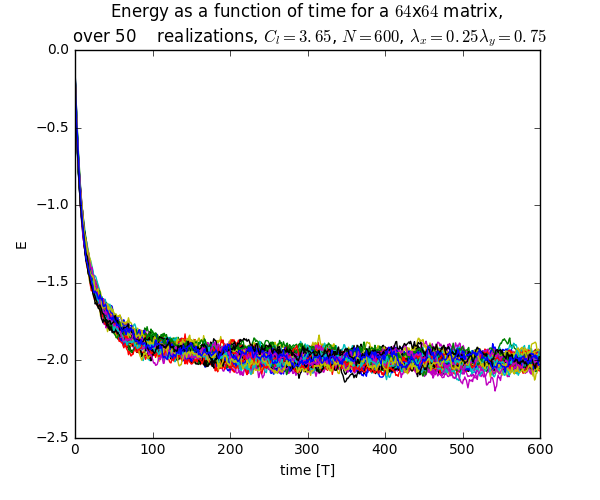 Energy as a function of time for a 64x64 matrix,
over 50 realizations, C_l = 3.65, N = 600, λ_x = 0.25λ_y = 0.75
0.0
−0.5
−1.0
−1.5
−2.0
−2.5
E
0 100 200 300 400 500 600
time [T]